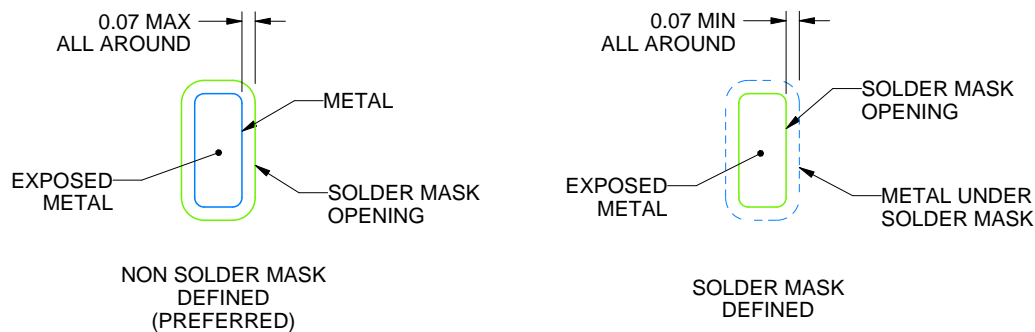 0.07 MAX
ALL AROUND
METAL
EXPOSED
METAL
SOLDER MASK
OPENING
NON SOLDER MASK
DEFINED
(PREFERRED)
0.07 MIN
ALL AROUND
SOLDER MASK
OPENING
EXPOSED
METAL
METAL UNDER
SOLDER MASK
SOLDER MASK
DEFINED